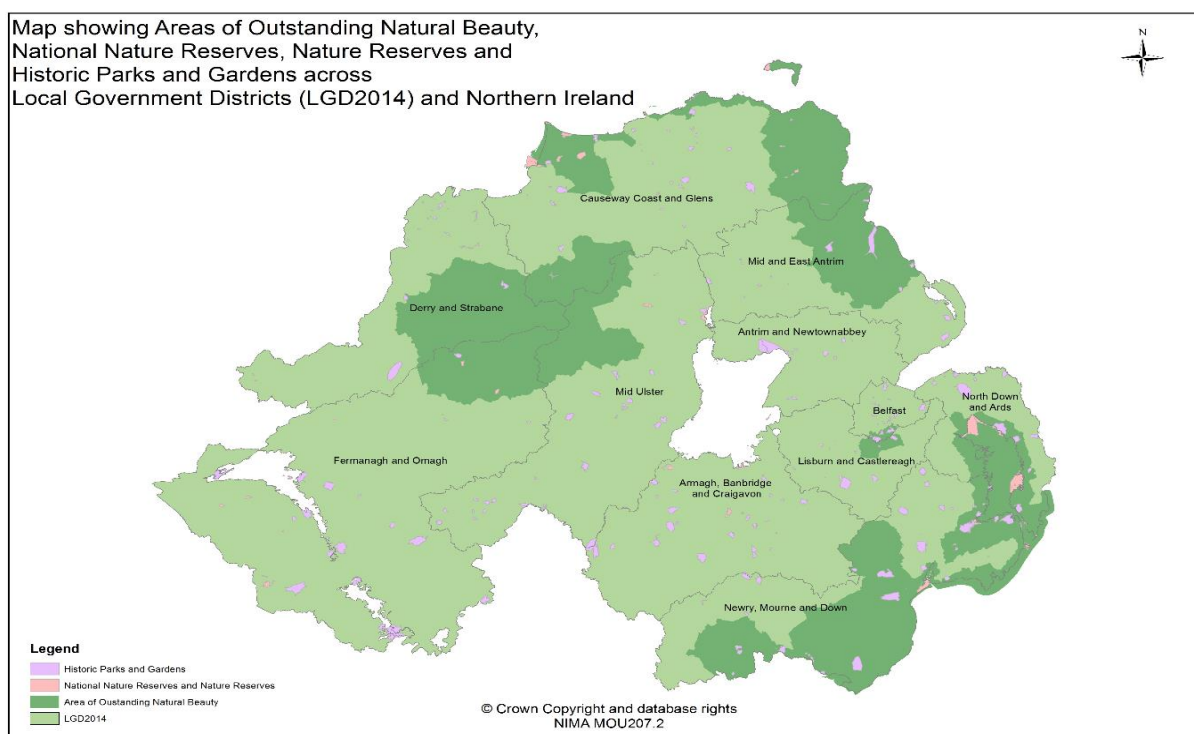 Map showing Areas of Outstanding Natural Beauty,
National Nature Reserves, Nature Reserves and
Historic Parks and Gardens across
Local Government Districts (LGD2014) and Northern Ireland
N
Causeway Coast and Glens
Mid and East Antrim
Derry and Strabane
Antrim and Newtownabbey
Mid Ulster
North Down
and Ards
Belfast
Fermanagh and Omagh
Lisburn and Castlereagh
Armagh, Banbridge
and Craigavon
Newry, Mourne and Down
Legend
Historic Parks and Gardens
National Nature Reserves and Nature Reserves
Area of Oustanding Natural Beauty
LGD2014
© Crown Copyright and database rights
NIMA MOU207.2